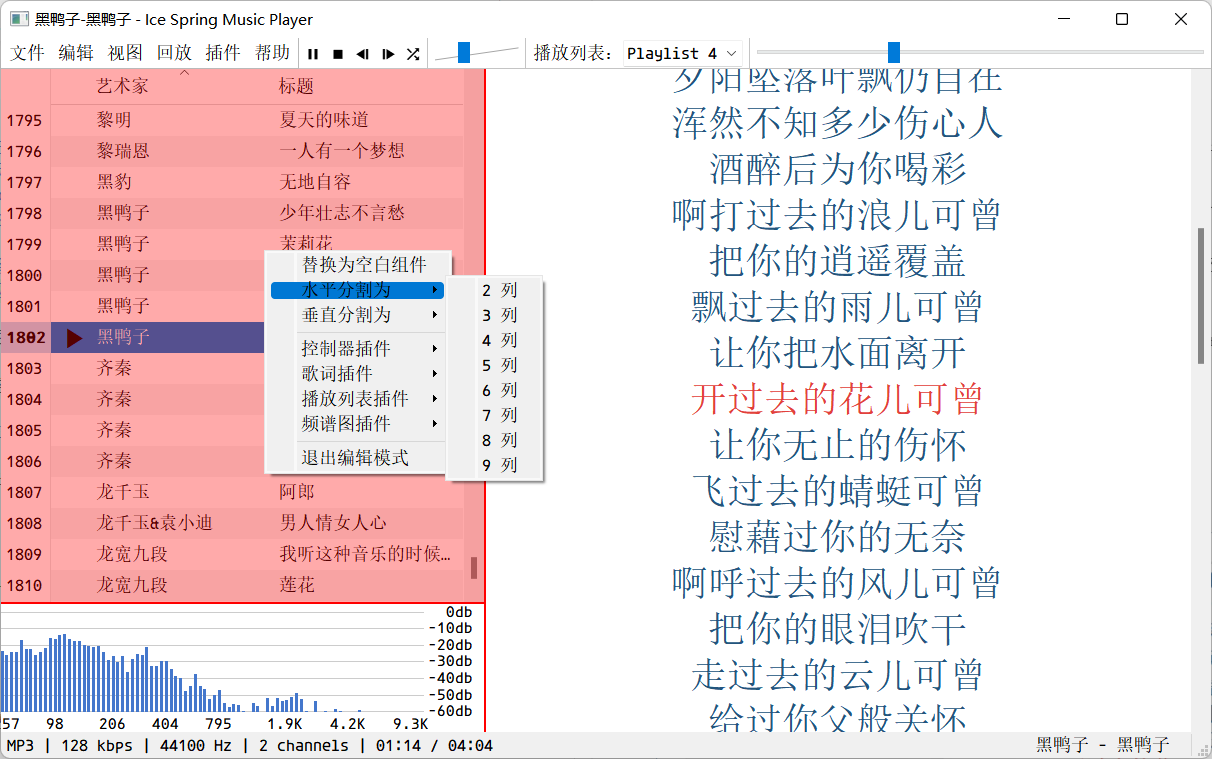 黑鸭子-黑鸭子 - Ice Spring Music Player
文件 编辑 视图 回放 插件 帮助 播放列表: Playlist 4
艺术家 标题
1795 黎明 夏天的味道
1796 黎瑞恩 一人有一个梦想
1797 黑豹 无地自容
1798 黑鸭子 少年壮志不言愁
1799 黑鸭子 茉莉花
1800 黑鸭子
1801 黑鸭子
1802 黑鸭子
1803 齐秦
1804 齐秦
1805 齐秦
1806 齐秦
1807 龙千玉 阿郎
1808 龙千玉&袁小迪 男人情女人心
1809 龙宽九段 我听这种音乐的时候…
1810 龙宽九段 莲花
替换为空白组件
水平分割为
垂直分割为
控制器插件
歌词插件
播放列表插件
频谱图插件
退出编辑模式
2 列
3 列
4 列
5 列
6 列
7 列
8 列
9 列
夕阳坠落叶飘仍自在
浑然不知多少伤心人
酒醉后为你喝彩
啊打过去的浪儿可曾
把你的逍遥覆盖
飘过去的雨儿可曾
让你把水面离开
开过去的花儿可曾
让你无止的伤怀
飞过去的蜻蜓可曾
慰藉过你的无奈
啊呼过去的风儿可曾
把你的眼泪吹干
走过去的云儿可曾
给过你父般关怀
0db
-10db
-20db
-30db
-40db
-50db
-60db
57 98 206 404 795 1.9K 4.2K 9.3K
MP3 | 128 kbps | 44100 Hz | 2 channels | 01:14 / 04:04
黑鸭子 - 黑鸭子